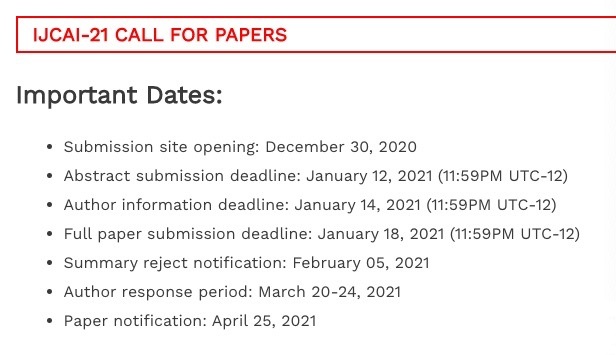 IJCAI-21 CALL FOR PAPERS
Important Dates:
• Submission site opening: December 30, 2020
• Abstract submission deadline: January 12, 2021 (11:59PM UTC-12)
• Author information deadline: January 14, 2021 (11:59PM UTC-12)
• Full paper submission deadline: January 18, 2021 (11:59PM UTC-12)
• Summary reject notification: February 05, 2021
• Author response period: March 20-24, 2021
• Paper notification: April 25, 2021